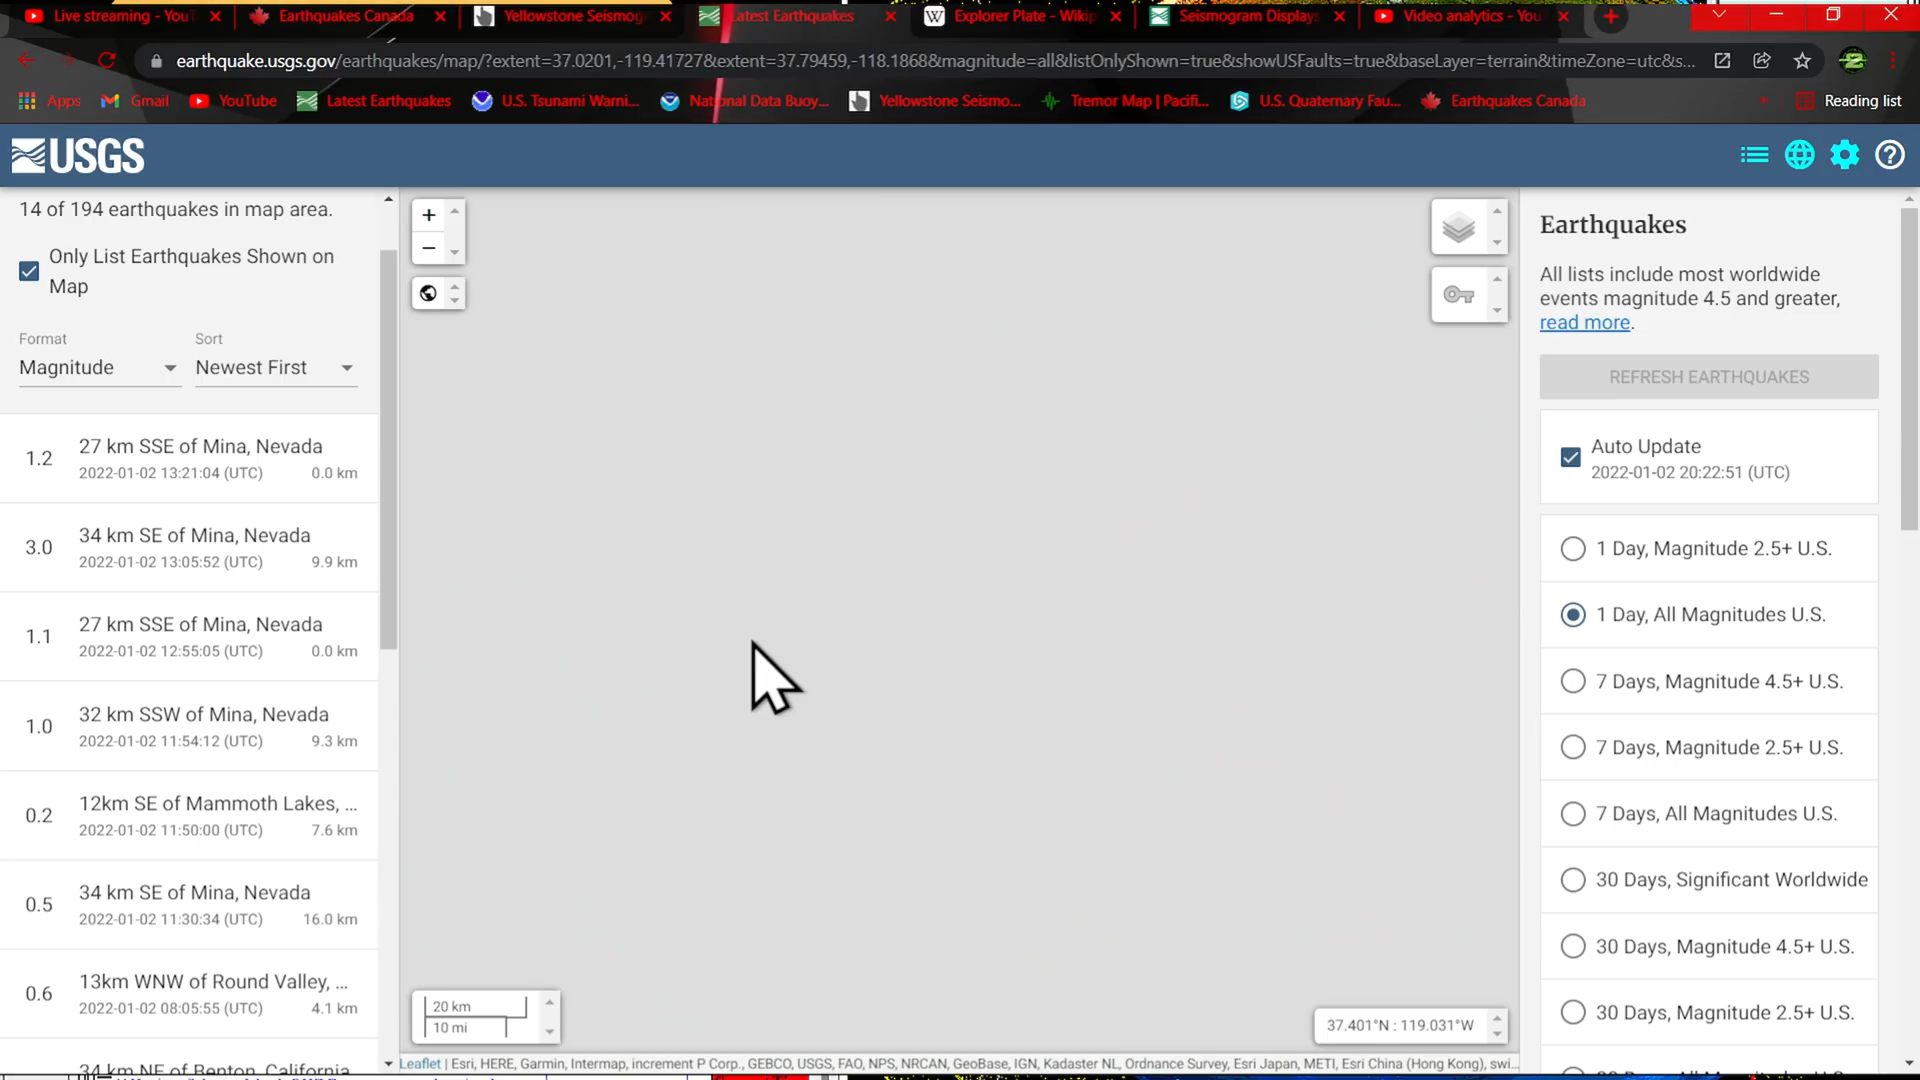 Live streaming - YouT
Earthquakes Canada
Yellowstone Seismog
Latest Earthquakes
Explorer Plate - Wikip
Seismogram Displays
Video analytics - You
earthquake.usgs.gov/earthquakes/map/?extent=37.0201,-119.41727&extent=37.79459,-118.1868&magnitude=all&listOnlyShown=true&showUSFaults=true&baseLayer=terrain&timeZone=utc&s...
Apps
Gmail
YouTube
Latest Earthquakes
U.S. Tsunami Warni...
National Data Buoy...
Yellowstone Seismo...
Tremor Map | Pacifi...
U.S. Quaternary Fau...
Earthquakes Canada
Reading list
USGS
14 of 194 earthquakes in map area.
Only List Earthquakes Shown on
Map
Format
Sort
Magnitude
Newest First
1.2
27 km SSE of Mina, Nevada
2022-01-02 13:21:04 (UTC)
0.0 km
3.0
34 km SE of Mina, Nevada
2022-01-02 13:05:52 (UTC)
9.9 km
1.1
27 km SSE of Mina, Nevada
2022-01-02 12:55:05 (UTC)
0.0 km
1.0
32 km SSW of Mina, Nevada
2022-01-02 11:54:12 (UTC)
9.3 km
0.2
12km SE of Mammoth Lakes, ...
2022-01-02 11:50:00 (UTC)
7.6 km
0.5
34 km SE of Mina, Nevada
2022-01-02 11:30:34 (UTC)
16.0 km
0.6
13km WNW of Round Valley, ...
2022-01-02 08:05:55 (UTC)
4.1 km
34 km NE of Benton, California
+
−
20 km
10 mi
37.401°N : 119.031°W
Leaflet | Esri, HERE, Garmin, Intermap, increment P Corp., GEBCO, USGS, FAO, NPS, NRCAN, GeoBase, IGN, Kadaster NL, Ordnance Survey, Esri Japan, METI, Esri China (Hong Kong), swi...
Earthquakes
All lists include most worldwide
events magnitude 4.5 and greater,
read more.
REFRESH EARTHQUAKES
Auto Update
2022-01-02 20:22:51 (UTC)
1 Day, Magnitude 2.5+ U.S.
1 Day, All Magnitudes U.S.
7 Days, Magnitude 4.5+ U.S.
7 Days, Magnitude 2.5+ U.S.
7 Days, All Magnitudes U.S.
30 Days, Significant Worldwide
30 Days, Magnitude 4.5+ U.S.
30 Days, Magnitude 2.5+ U.S.